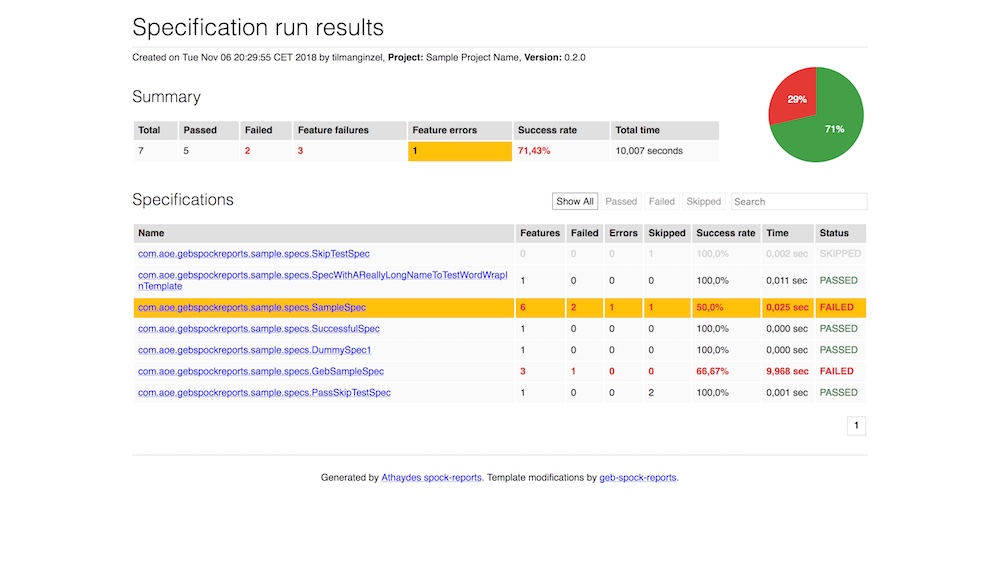 Specification run results
Created on Tue Nov 06 20:29:55 CET 2018 by tilmanginzel, Project: Sample Project Name, Version: 0.2.0
Summary
29%
71%
Total Passed Failed Feature failures Feature errors Success rate Total time
7 5 2 3 1 71,43% 10,007 seconds
Specifications Show All Passed Failed Skipped Search
Name Features Failed Errors Skipped Success rate Time Status
com.aoe.gebspockreports.sample.specs.SkipTestSpec 0 0 0 1 100,0% 0,002 sec SKIPPED
com.aoe.gebspockreports.sample.specs.SpecWithAReallyLongNameToTestWordWrapI
nTemplate 1 0 0 0 100,0% 0,011 sec PASSED
com.aoe.gebspockreports.sample.specs.SampleSpec 6 2 1 1 50,0% 0,025 sec FAILED
com.aoe.gebspockreports.sample.specs.SuccessfulSpec 1 0 0 0 100,0% 0,000 sec PASSED
com.aoe.gebspockreports.sample.specs.DummySpec1 1 0 0 0 100,0% 0,000 sec PASSED
com.aoe.gebspockreports.sample.specs.GebSampleSpec 3 1 0 0 66,67% 9,968 sec FAILED
com.aoe.gebspockreports.sample.specs.PassSkipTestSpec 1 0 0 2 100,0% 0,001 sec PASSED
1
Generated by Athaydes spock-reports. Template modifications by geb-spock-reports.